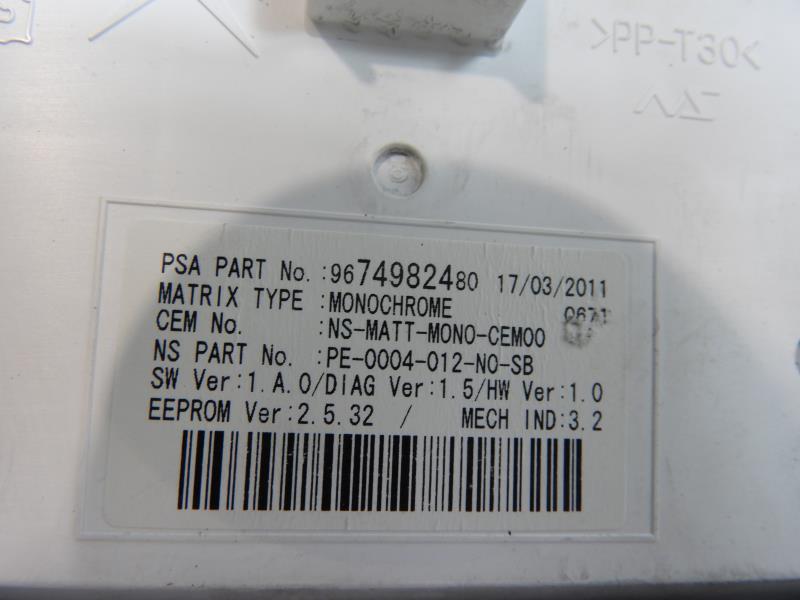 >PP-T30<
PSA PART No.:9674982480 17/03/2011
MATRIX TYPE :MONOCHROME 0671
CEM No. :NS-MATT-MONO-CEM00
NS PART No. :PE-0004-012-NO-SB
SW Ver:1.A.0/DIAG Ver:1.5/HW Ver:1.0
EEPROM Ver:2.5.32 / MECH IND:3.2